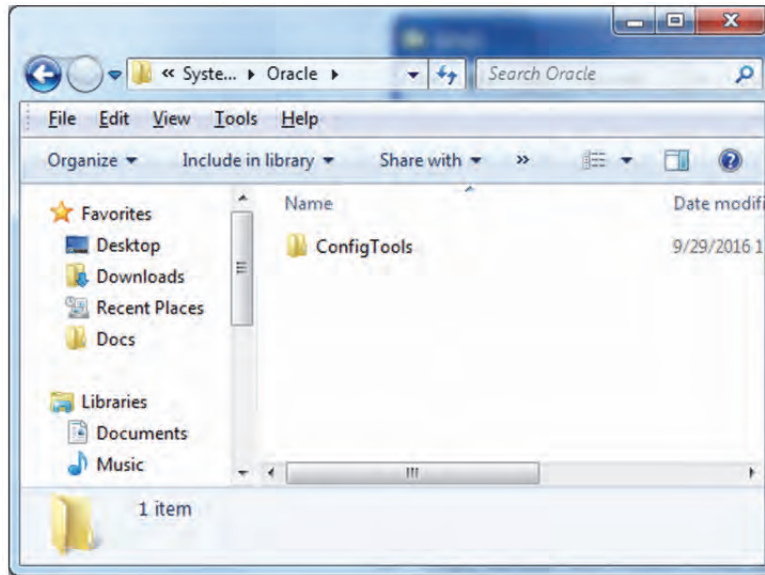 « Syste... Oracle
Search Oracle
File Edit View Tools Help
Organize Include in library Share with »
Name Date modifi
Favorites
Desktop
Downloads
Recent Places
Docs
Libraries
Documents
Music
ConfigTools 9/29/2016 1
1 item